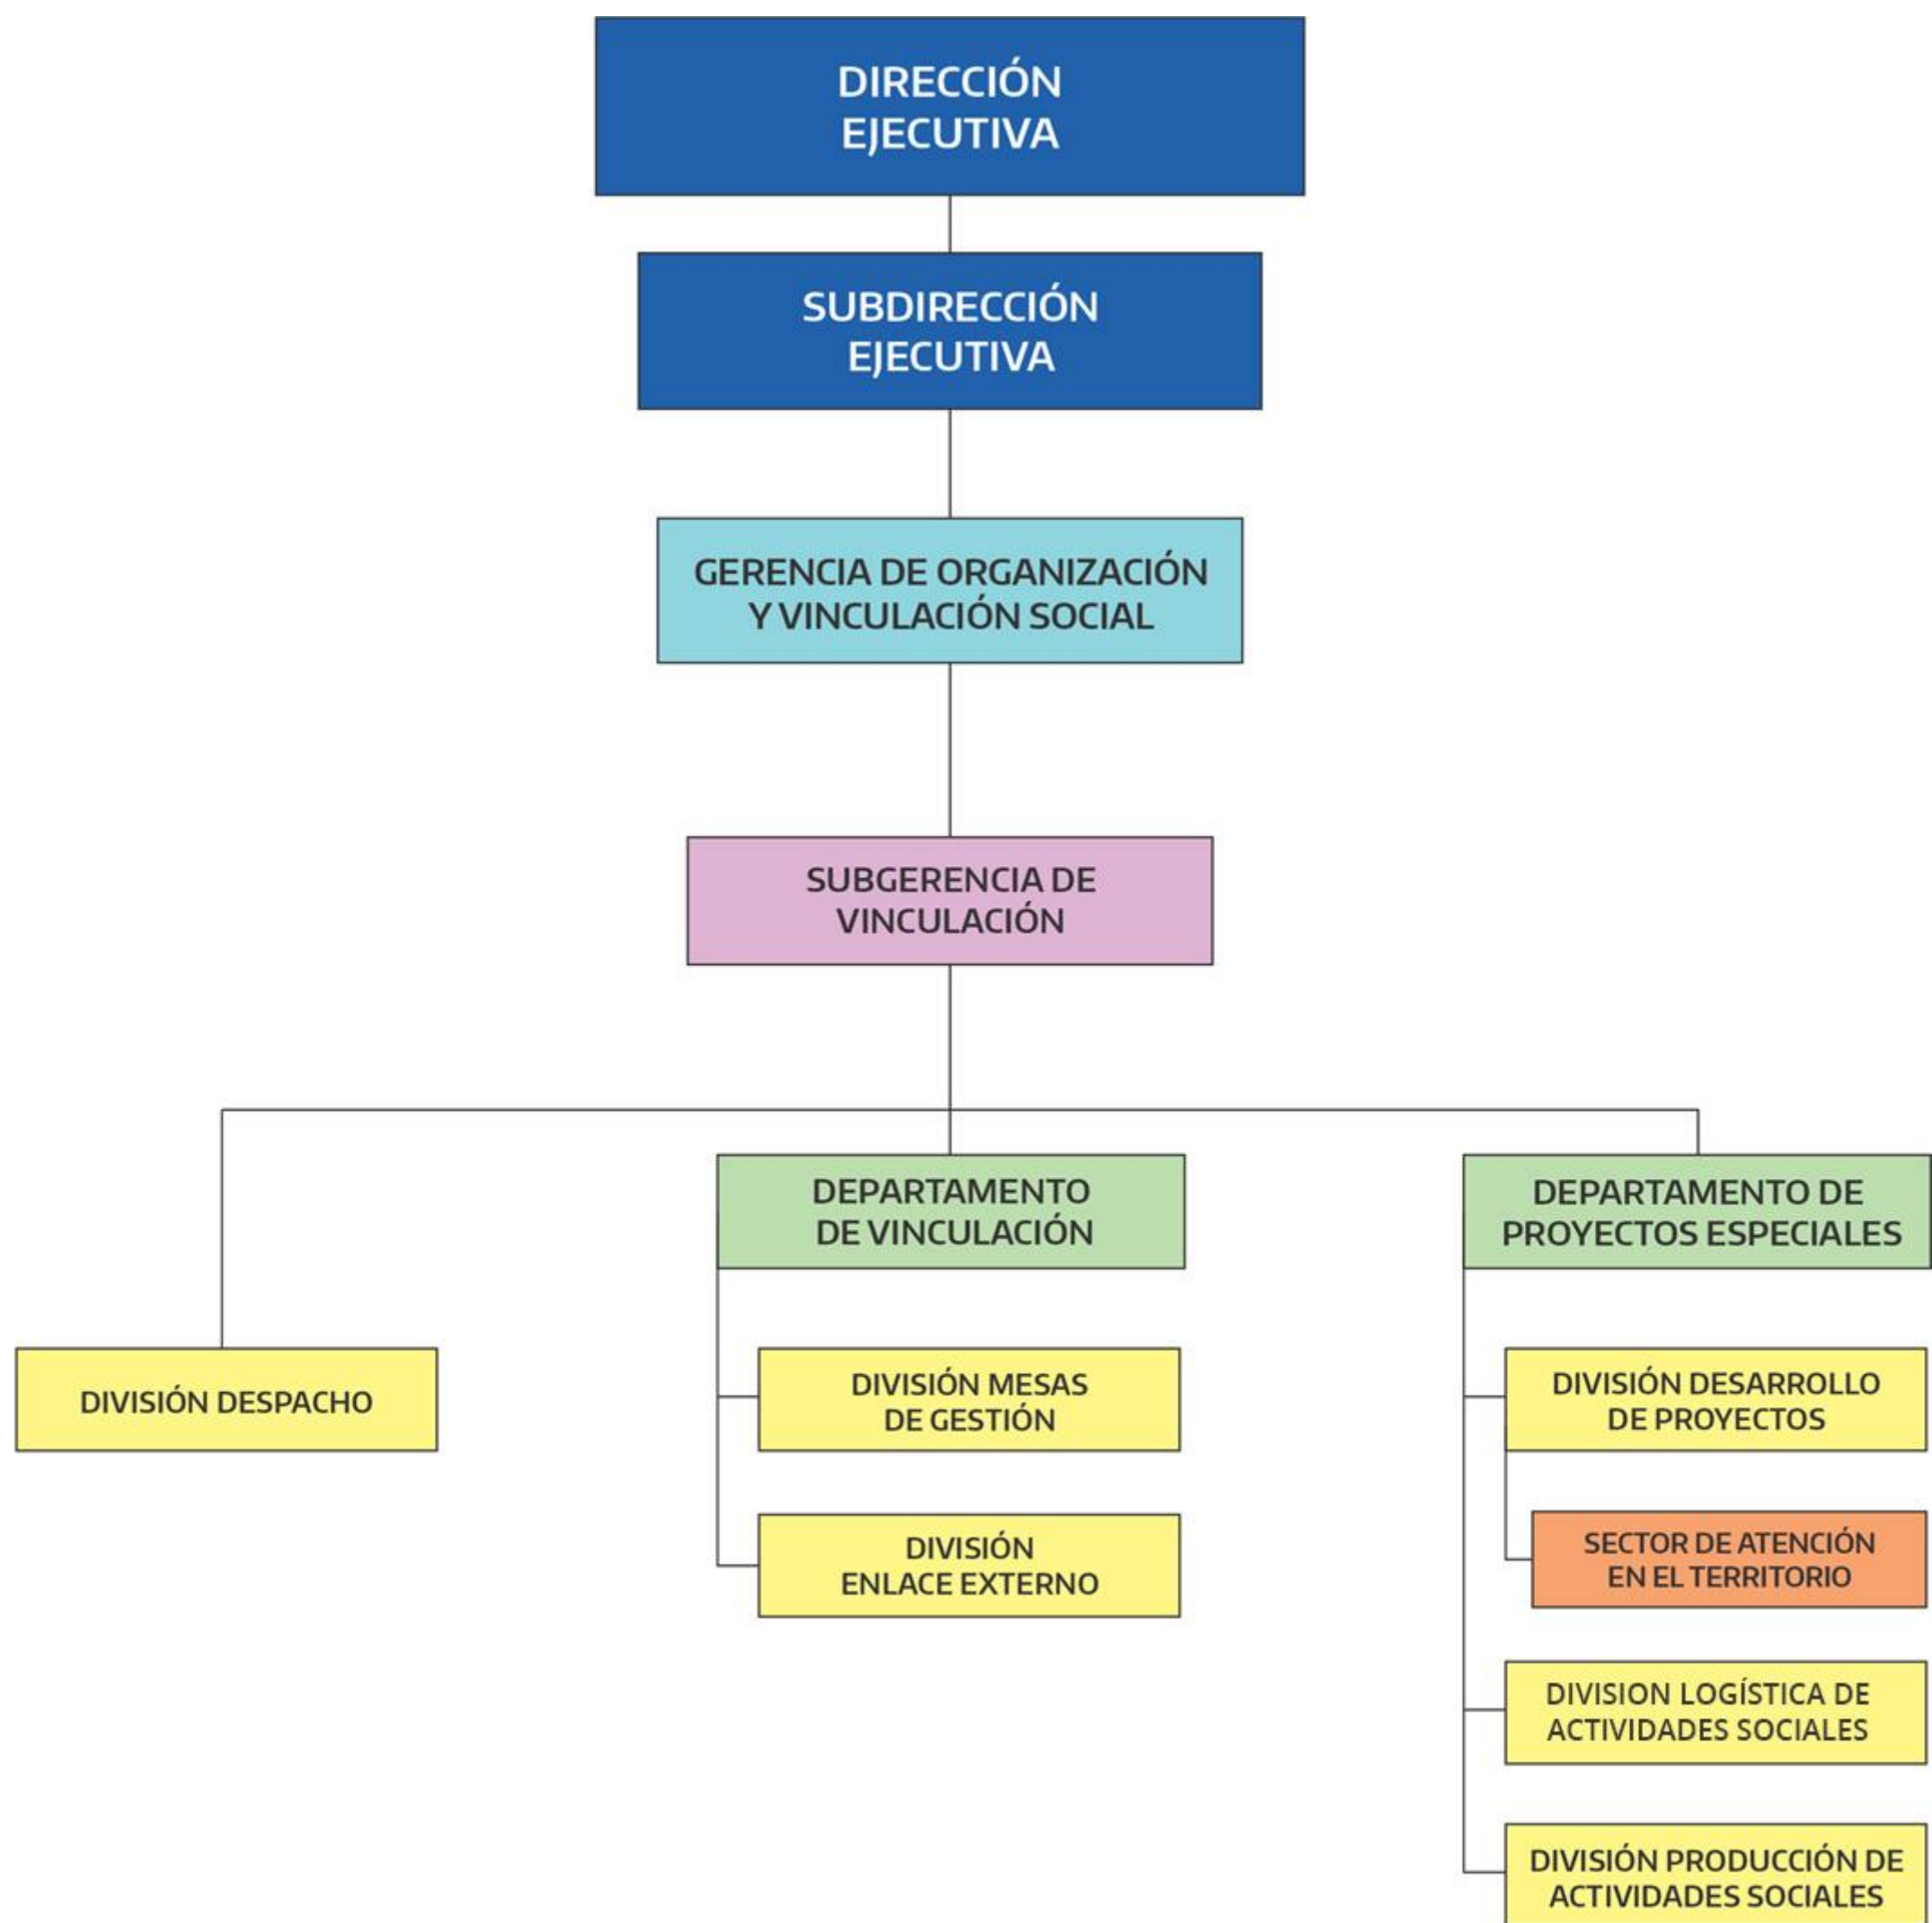 DIRECCIÓN
EJECUTIVA
SUBDIRECCIÓN
EJECUTIVA
GERENCIA DE ORGANIZACIÓN
Y VINCULACIÓN SOCIAL
SUBGERENCIA DE
VINCULACIÓN
DIVISIÓN DESPACHO
DEPARTAMENTO
DE VINCULACIÓN
DIVISIÓN MESAS
DE GESTIÓN
DIVISIÓN
ENLACE EXTERNO
DEPARTAMENTO DE
PROYECTOS ESPECIALES
DIVISIÓN DESARROLLO
DE PROYECTOS
SECTOR DE ATENCIÓN
EN EL TERRITORIO
DIVISION LOGÍSTICA DE
ACTIVIDADES SOCIALES
DIVISIÓN PRODUCCIÓN DE
ACTIVIDADES SOCIALES